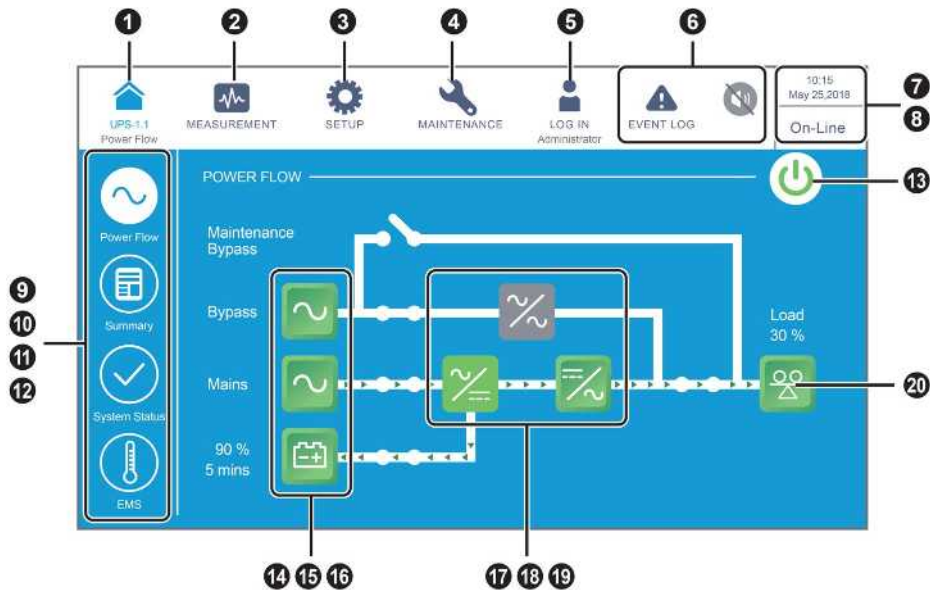 1
2
3
4
5
6
UPS-1.1
Power Flow
MEASUREMENT
SETUP
MAINTENANCE
LOG IN
Administrator
EVENT LOG
10:15
May 25,2018
On-Line
7
8
POWER FLOW
13
Power Flow
Summary
System Status
EMS
9
10
11
12
Maintenance
Bypass
Bypass
Mains
90 %
5 mins
Load
30 %
20
14 15 16
17 18 19